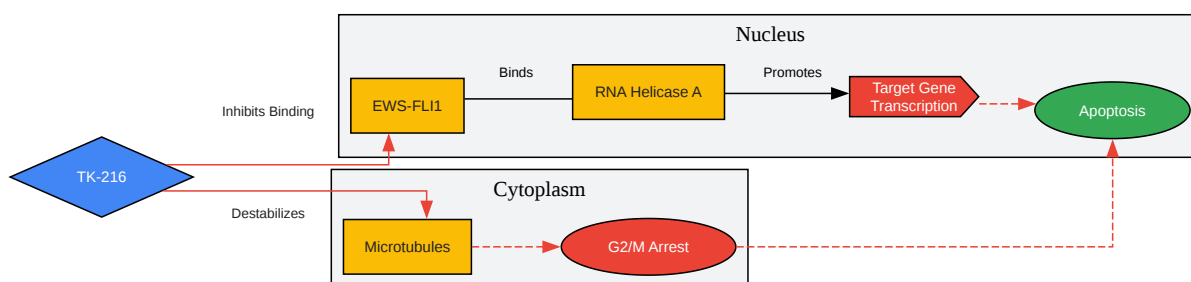 Nucleus
Binds
Promotes
EWS-FLI1
RNA Helicase A
Target Gene
Transcription
Apoptosis
Inhibits Binding
TK-216
Cytoplasm
Destabilizes
Microtubules
G2/M Arrest